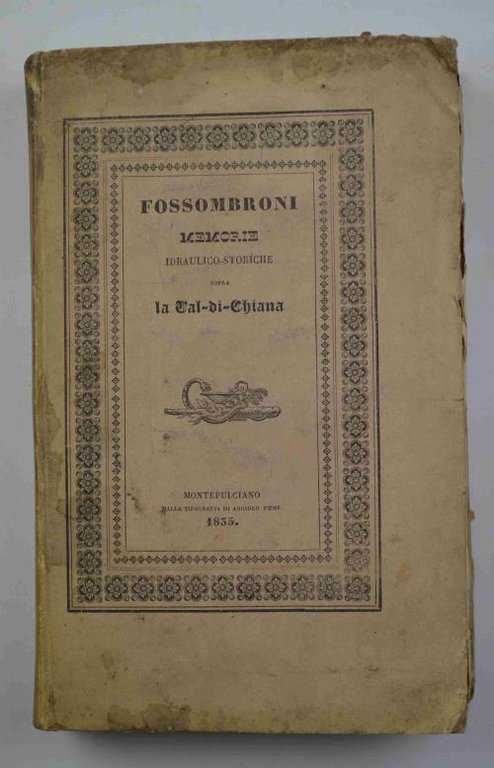 FOSSOMBRONI
MEMORIE
IDRAULICO-STORICHE
SOPRA
la Val-di-Chiana
MONTEPULCIANO
DALLA TIPOGRAFIA DI ANGIOLO FUMI
1835.